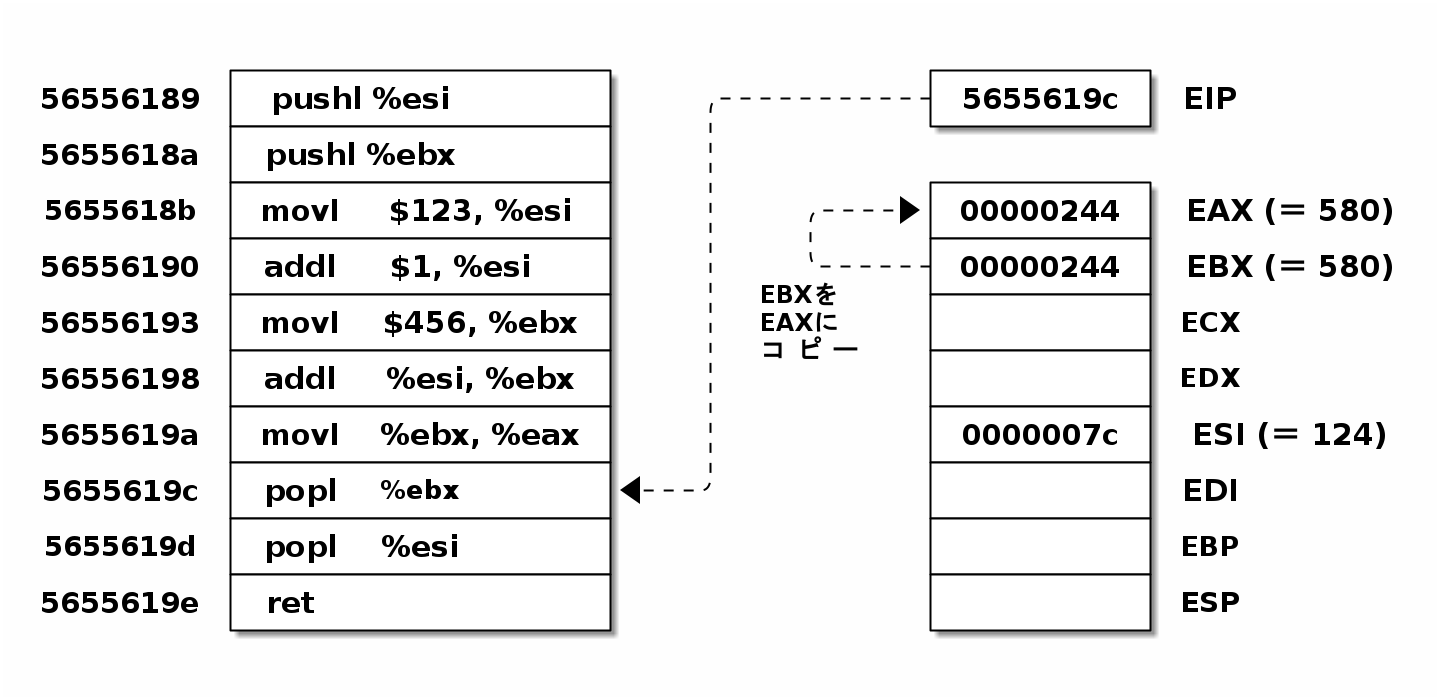 56556189 pushl %esi 5655619c EIP
5655618a pushl %ebx
5655618b movl $123, %esi 00000244 EAX (= 580)
56556190 addl $1, %esi 00000244 EBX (= 580)
EBXを
56556193 movl $456, %ebx EAXに ECX
コピー
56556198 addl %esi, %ebx EDX
5655619a movl %ebx, %eax 0000007c ESI (= 124)
5655619c popl %ebx EDI
5655619d popl %esi EBP
5655619e ret ESP